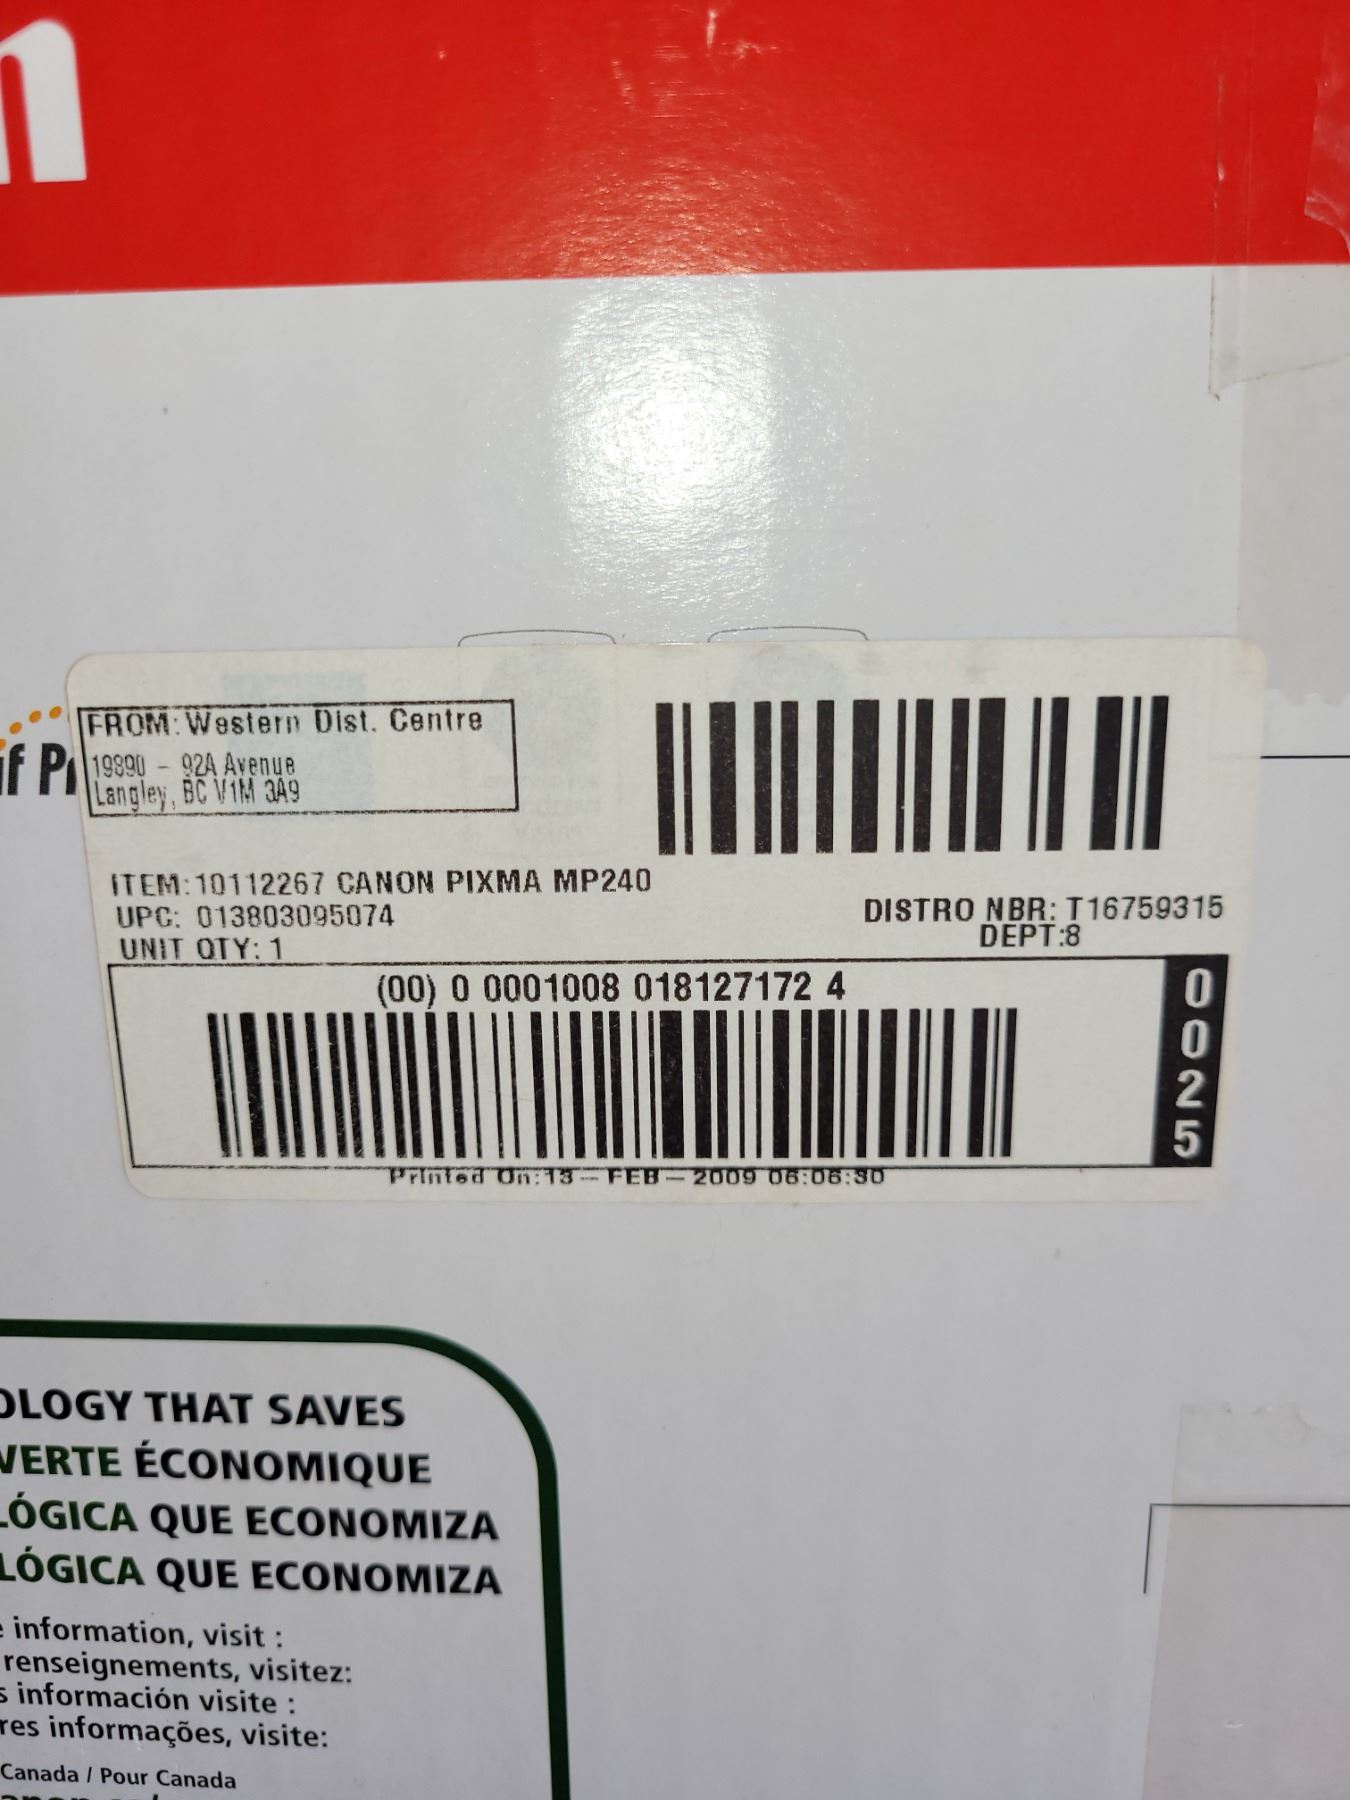 n
FROM: Western Dist. Centre
19890 - 92A Avenue
Langley, BC V1M 3A9
if P
ITEM:10112267 CANON PIXMA MP240
UPC: 013803095074
UNIT QTY: 1
DISTRO NBR: T16759315
DEPT:8
(00) 0 0001008 018127172 4
0025
Printed On:13-FEB-2009 06:06:30
OLOGY THAT SAVES
VERTE ÉCONOMIQUE
LÓGICA QUE ECONOMIZA
LÓGICA QUE ECONOMIZA
e information, visit :
renseignements, visitez:
s información visite :
res informações, visite:
Canada / Pour Canada